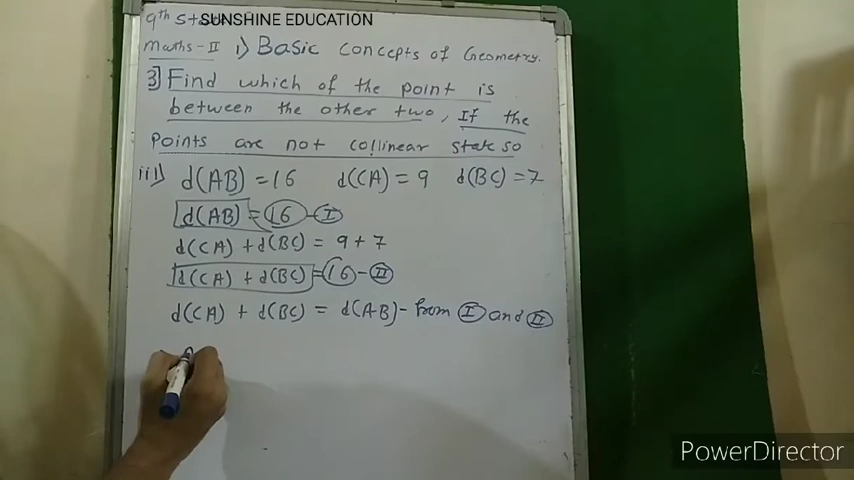 9th St
SUNSHINE EDUCATION
Maths-II i) Basic concepts of Geometry.
3] Find which of the point is
between the other two, If the
Points are not collinear state so
iii) d(AB) = 16 d(CA) = 9 d(BC) = 7
d(AB) = 16 - I
d(CA) + d(BC) = 9 + 7
d(CA) + d(BC) = 16 - II
d(CA) + d(BC) = d(AB) - from I and II
PowerDirector